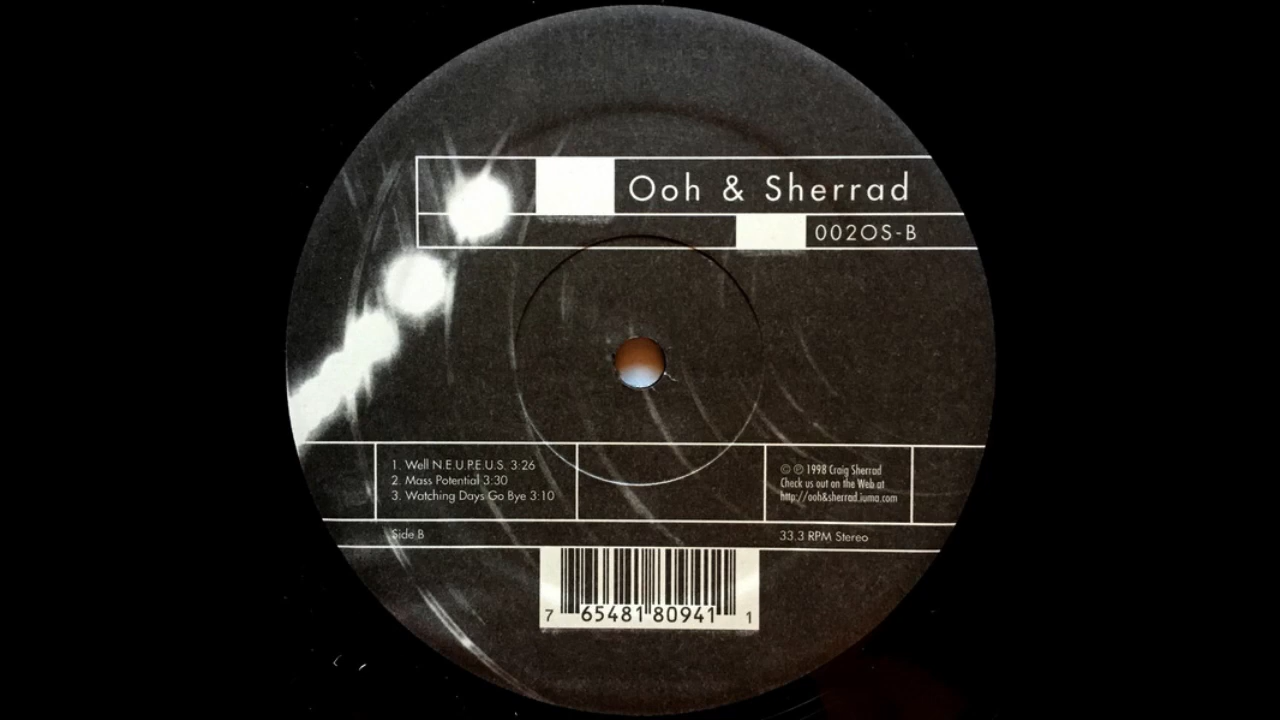 Ooh & Sherrad
002OS-B
1. Well N.E.U.P.E.U.S. 3:26
2. Mass Potential 3:30
3. Watching Days Go Bye 3:10
© ℗ 1998 Craig Sherrad
Check us out on the Web at
http://ooh&sherrad.iuma.com
Side B
33.3 RPM Stereo
7 65481 80941 1